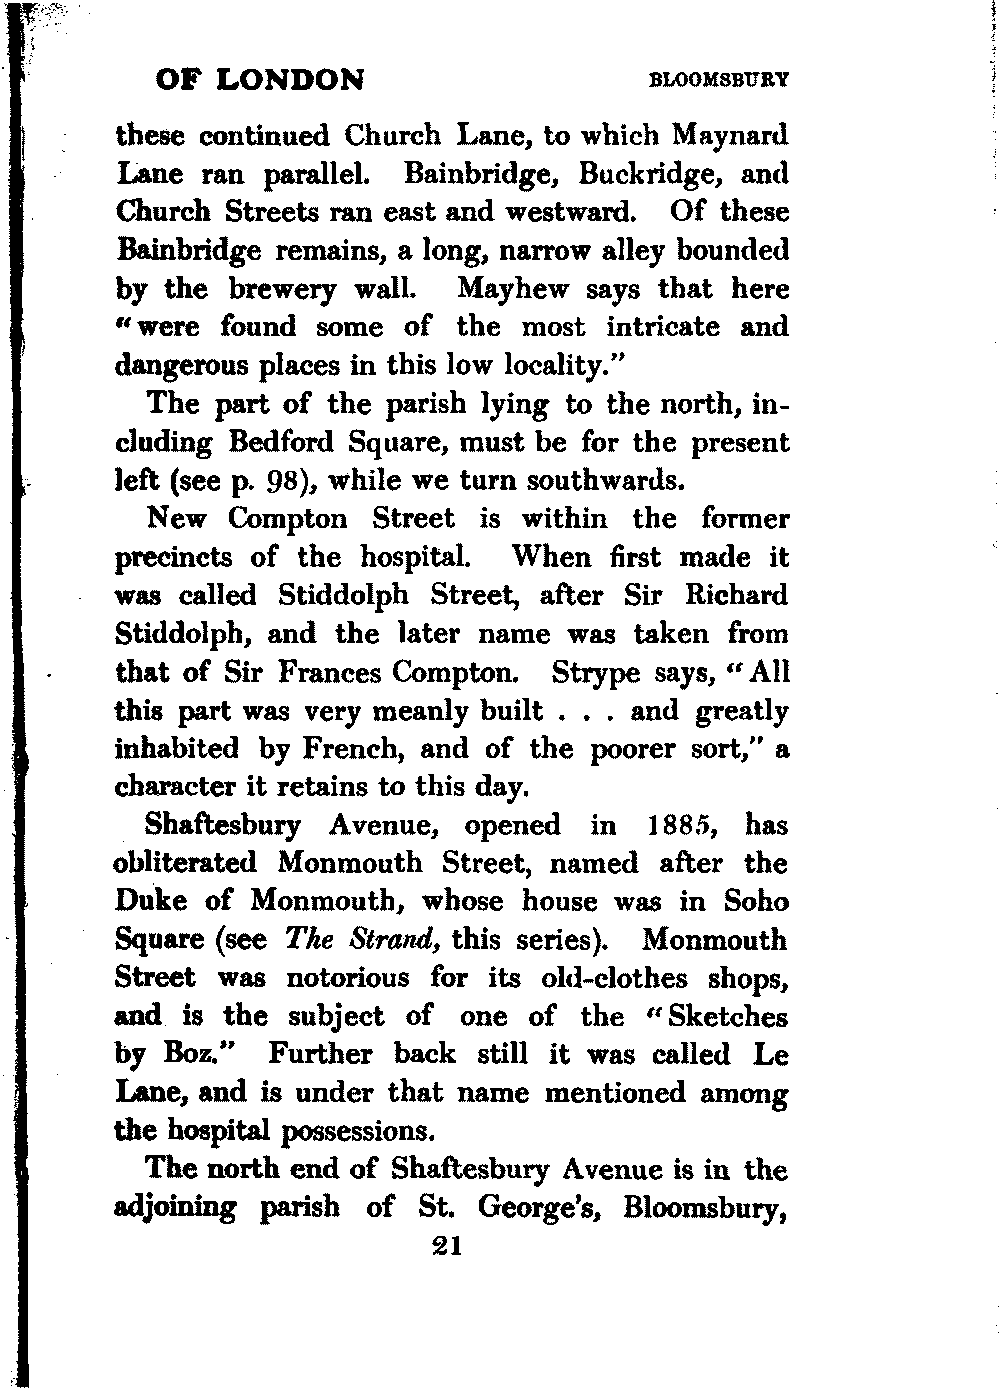 OF LONDON BLOOMSBURY
these continued Church Lane, to which Maynard
Lane ran parallel. Bainbridge, Buckridge, and
Church Streets ran east and westward. Of these
Bainbridge remains, a long, narrow alley bounded
by the brewery wall. Mayhew says that here
“were found some of the most intricate and
dangerous places in this low locality.”
The part of the parish lying to the north, in-
cluding Bedford Square, must be for the present
left (see p. 98), while we turn southwards.
New Compton Street is within the former
precincts of the hospital. When first made it
was called Stiddolph Street, after Sir Richard
Stiddolph, and the later name was taken from
that of Sir Frances Compton. Strype says, “All
this part was very meanly built . . . and greatly
inhabited by French, and of the poorer sort,” a
character it retains to this day.
Shaftesbury Avenue, opened in 1885, has
obliterated Monmouth Street, named after the
Duke of Monmouth, whose house was in Soho
Square (see The Strand, this series). Monmouth
Street was notorious for its old-clothes shops,
and is the subject of one of the “Sketches
by Boz.” Further back still it was called Le
Lane, and is under that name mentioned among
the hospital possessions.
The north end of Shaftesbury Avenue is in the
adjoining parish of St. George's, Bloomsbury,
21